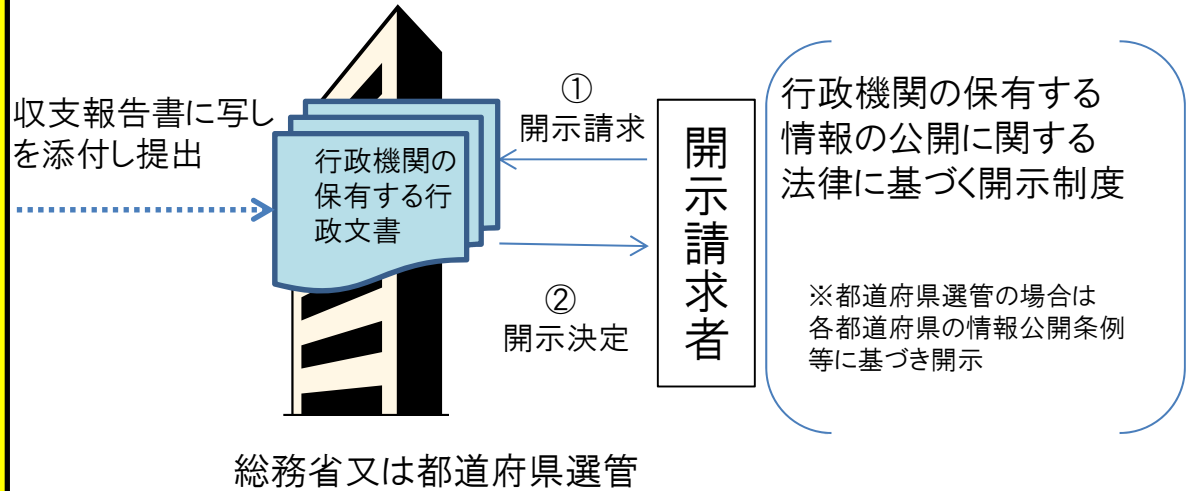 収支報告書に写し
を添付し提出
行政機関の
保有する行
政文書
①
開示請求
②
開示決定
開示請求者
行政機関の保有する
情報の公開に関する
法律に基づく開示制度
※都道府県選管の場合は
各都道府県の情報公開条例
等に基づき開示
総務省又は都道府県選管